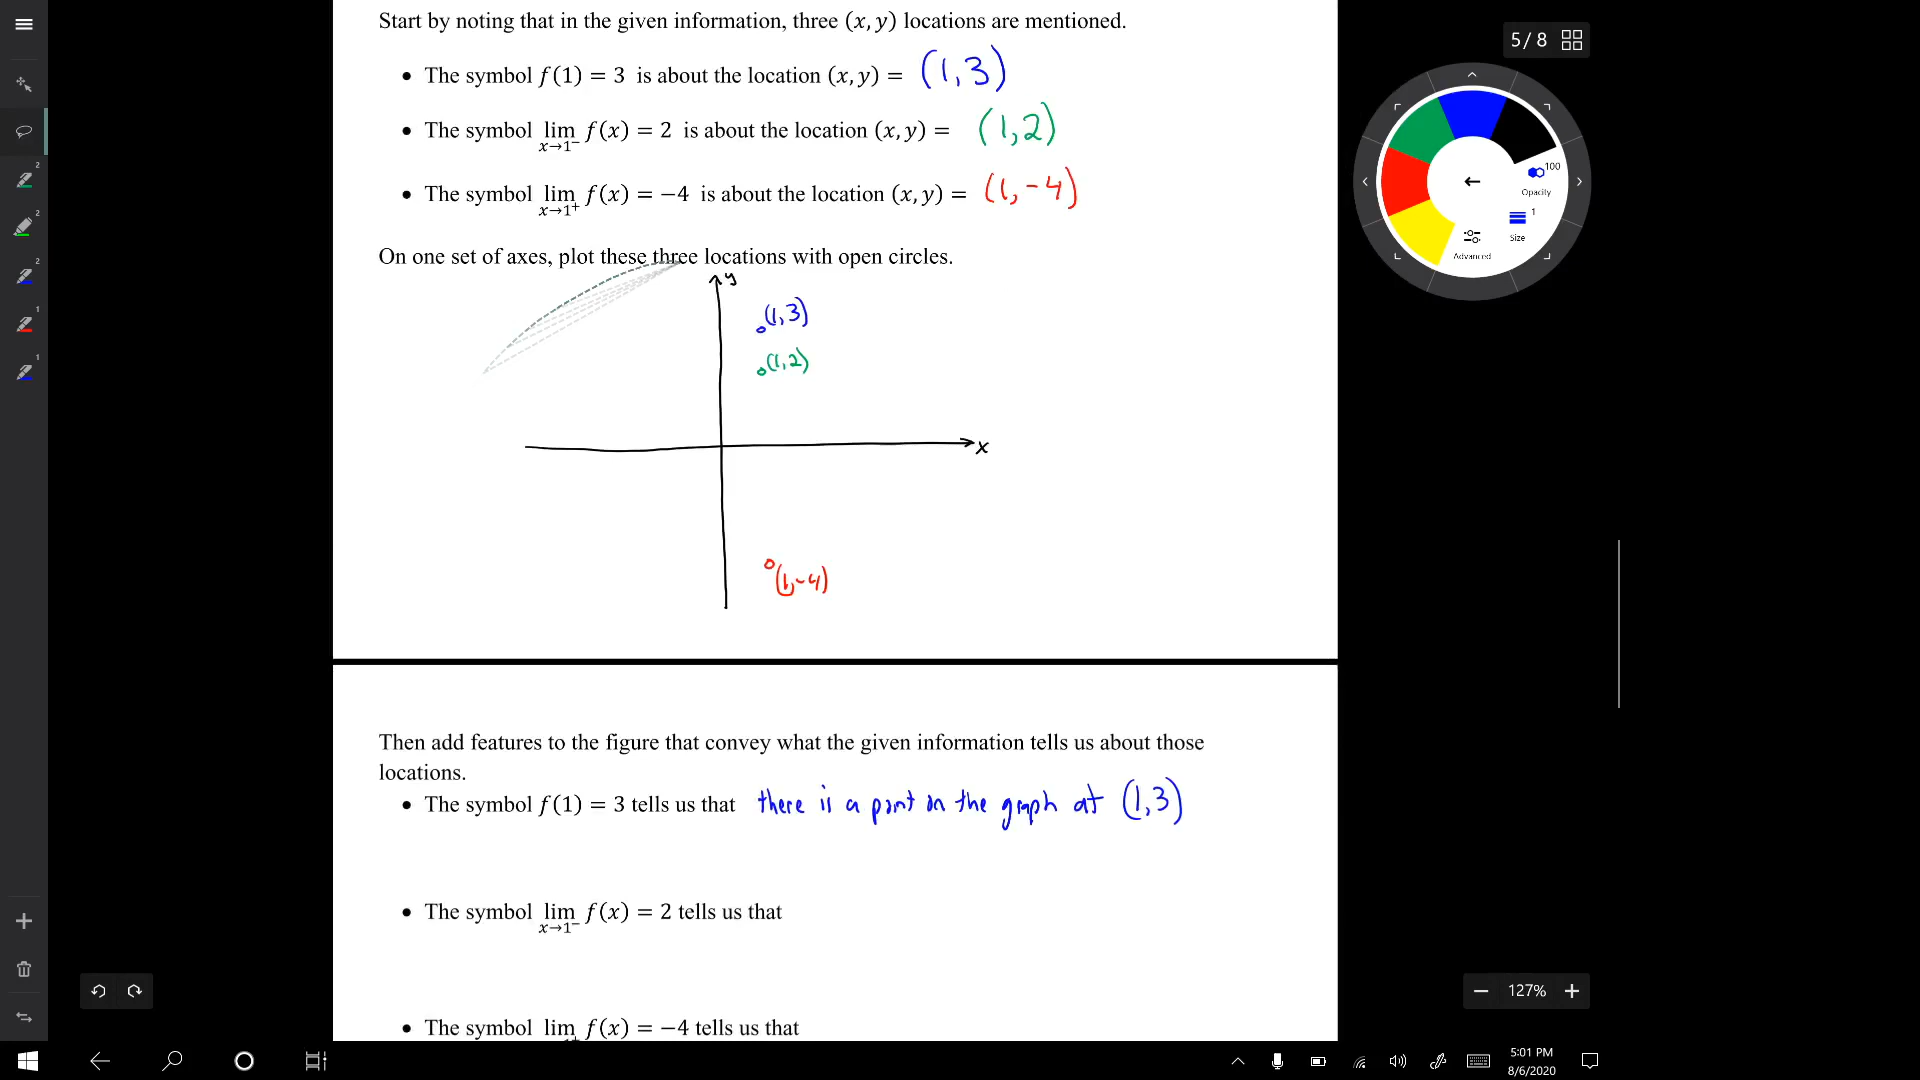 Start by noting that in the given information, three (x, y) locations are mentioned.
5 / 8
• The symbol f(1) = 3 is about the location (x, y) = (1, 3)
• The symbol lim x→1⁻ f(x) = 2 is about the location (x, y) = (1, 2)
100
Opacity
• The symbol lim x→1⁺ f(x) = −4 is about the location (x, y) = (1, -4)
1
Size
Advanced
2
2
2
1
1
On one set of axes, plot these three locations with open circles.
y
(1, 3)
(1, 2)
x
(1, -4)
Then add features to the figure that convey what the given information tells us about those
locations.
• The symbol f(1) = 3 tells us that there is a point on the graph at (1, 3)
• The symbol lim x→1⁻ f(x) = 2 tells us that
127%
• The symbol lim f(x) = −4 tells us that
5:01 PM
8/6/2020